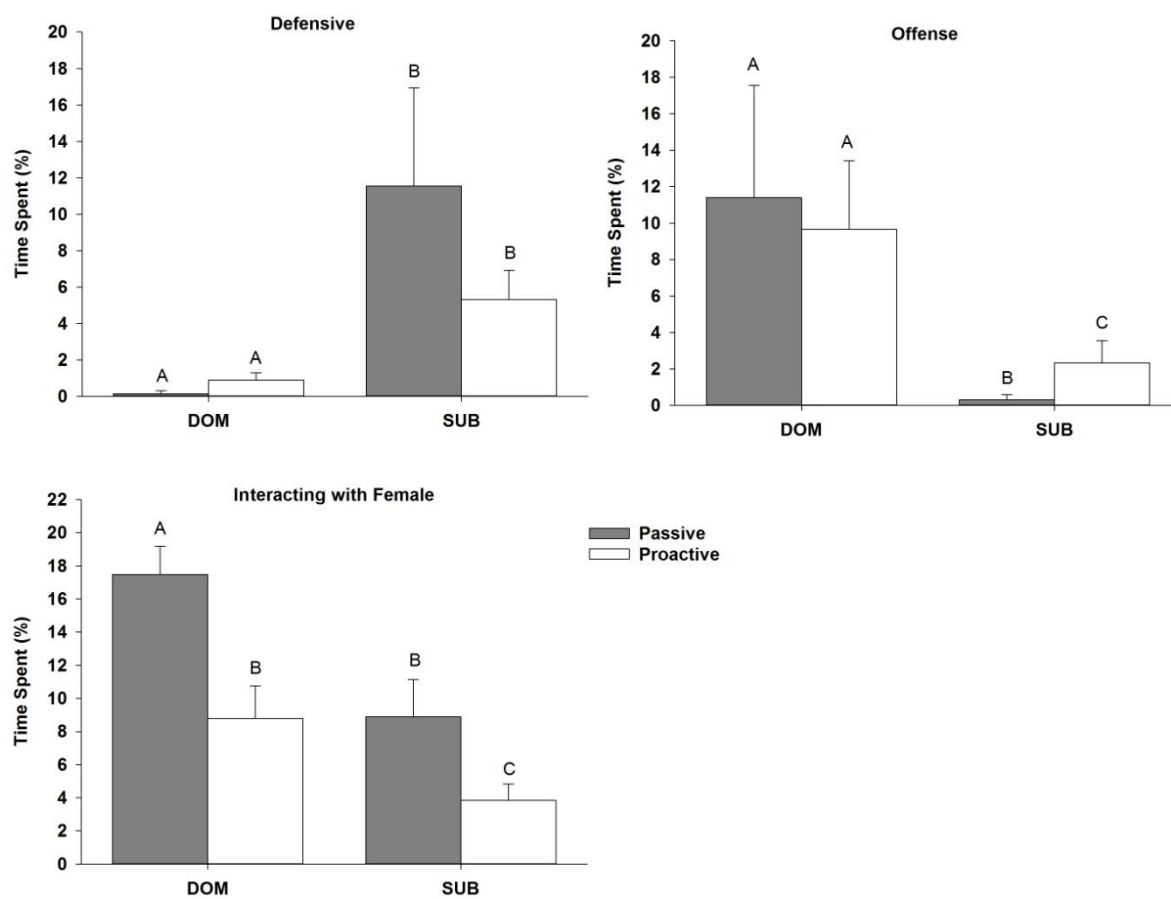 Defensive
20
18
16
14
12
10
8
6
4
2
0
Time Spent (%)
A
A
B
B
DOM
SUB
Offense
20
18
16
14
12
10
8
6
4
2
0
Time Spent (%)
A
A
B
C
DOM
SUB
Interacting with Female
22
20
18
16
14
12
10
8
6
4
2
0
Time Spent (%)
A
B
B
C
DOM
SUB
Passive
Proactive